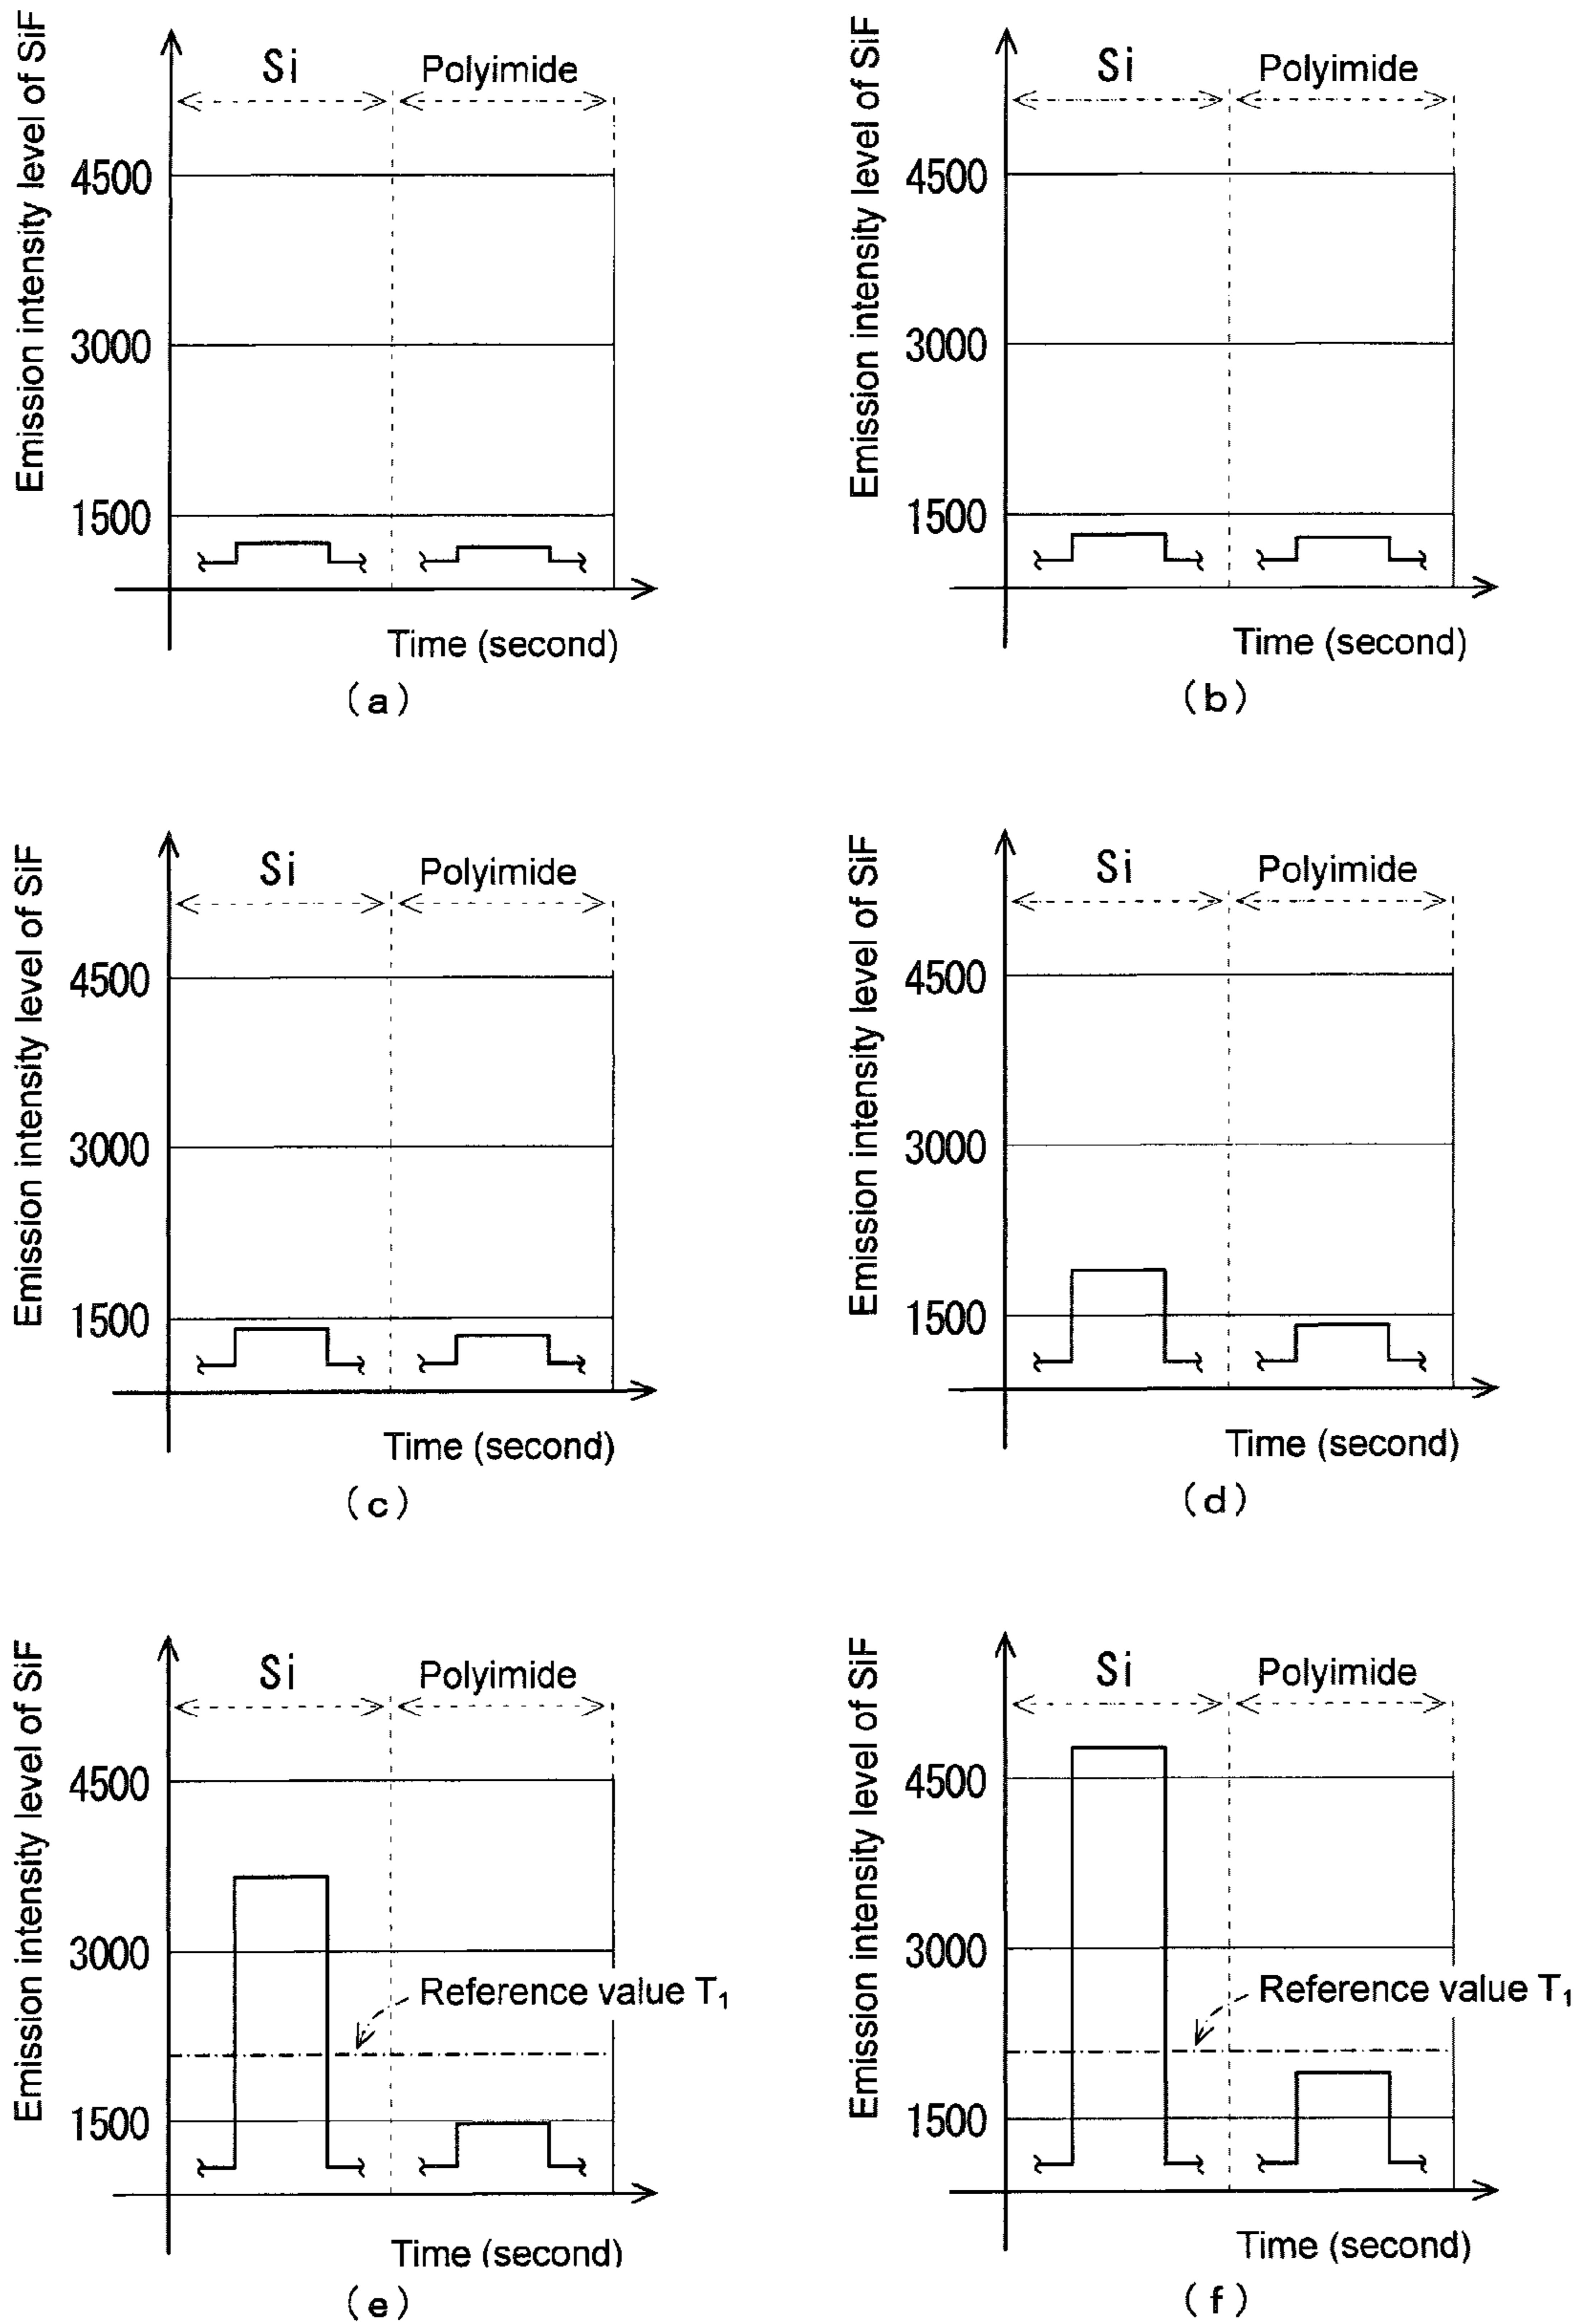 Emission intensity level of SiF
Si
Polyimide
4500
3000
1500
Time (second)
(a)
Emission intensity level of SiF
Si
Polyimide
4500
3000
1500
Time (second)
(b)
Emission intensity level of SiF
Si
Polyimide
4500
3000
1500
Time (second)
(c)
Emission intensity level of SiF
Si
Polyimide
4500
3000
1500
Time (second)
(d)
Emission intensity level of SiF
Si
Polyimide
4500
3000
Reference value T₁
1500
Time (second)
(e)
Emission intensity level of SiF
Si
Polyimide
4500
3000
Reference value T₁
1500
Time (second)
(f)